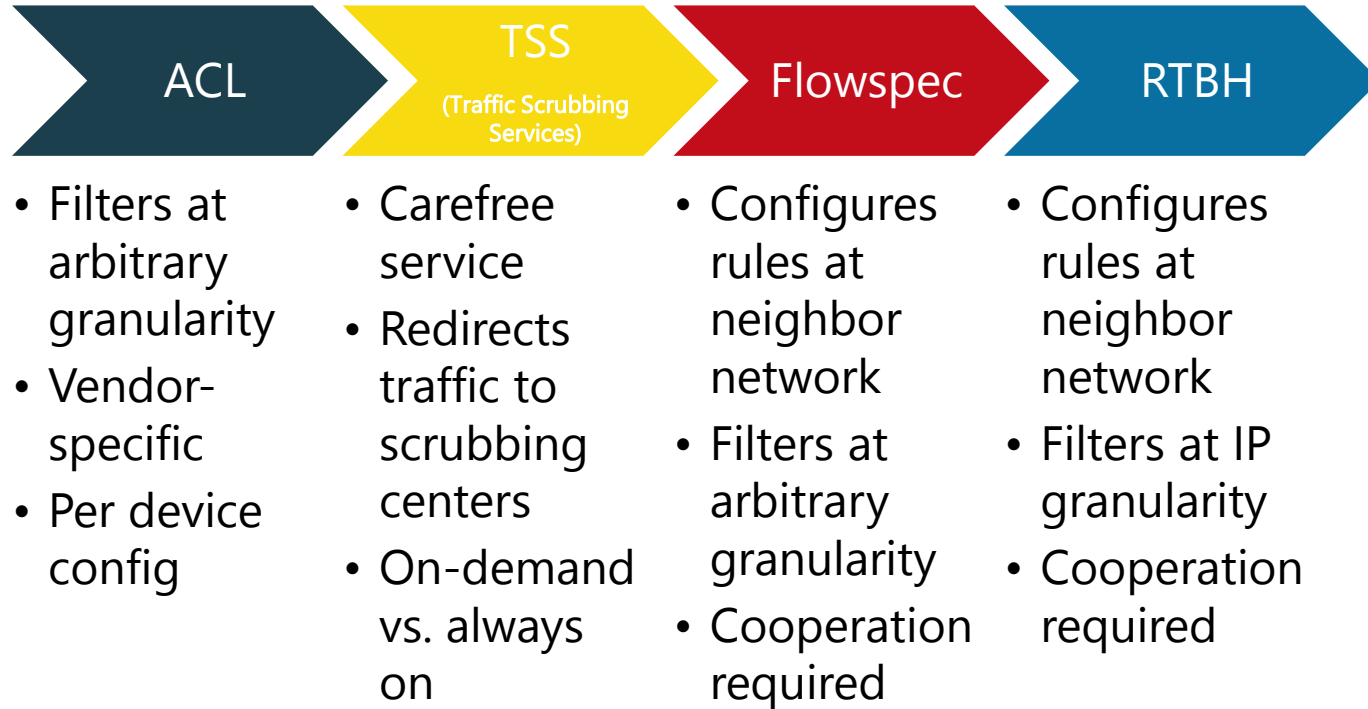 ACL
TSS
(Traffic Scrubbing
Services)
Flowspec
RTBH
• Filters at
arbitrary
granularity
• Vendor-
specific
• Per device
config
• Carefree
service
• Redirects
traffic to
scrubbing
centers
• On-demand
vs. always
on
• Configures
rules at
neighbor
network
• Filters at
arbitrary
granularity
• Cooperation
required
• Configures
rules at
neighbor
network
• Filters at IP
granularity
• Cooperation
required